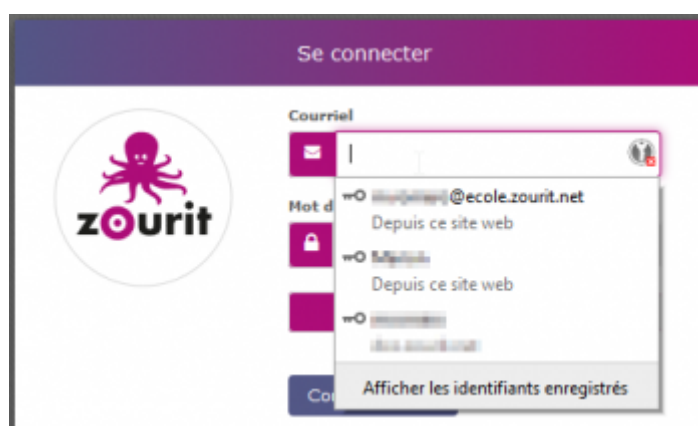 Se connecter
Courriel
zourit
@ecole.zourit.net
Mot d
Depuis ce site web
Depuis ce site web
Afficher les identifiants enregistrés
Co